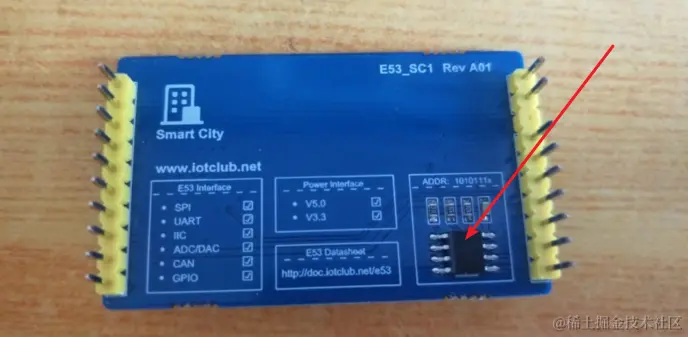 E53_SC1 Rev A01
Smart City
www.iotclub.net
E53 Interface
SPI
UART
IIC
ADC/DAC
CAN
GPIO
Power Interface
V5.0
V3.3
E53 Datasheet
http://doc.iotclub.net/e53
ADDR: 1010111x
@稀土掘金技术社区